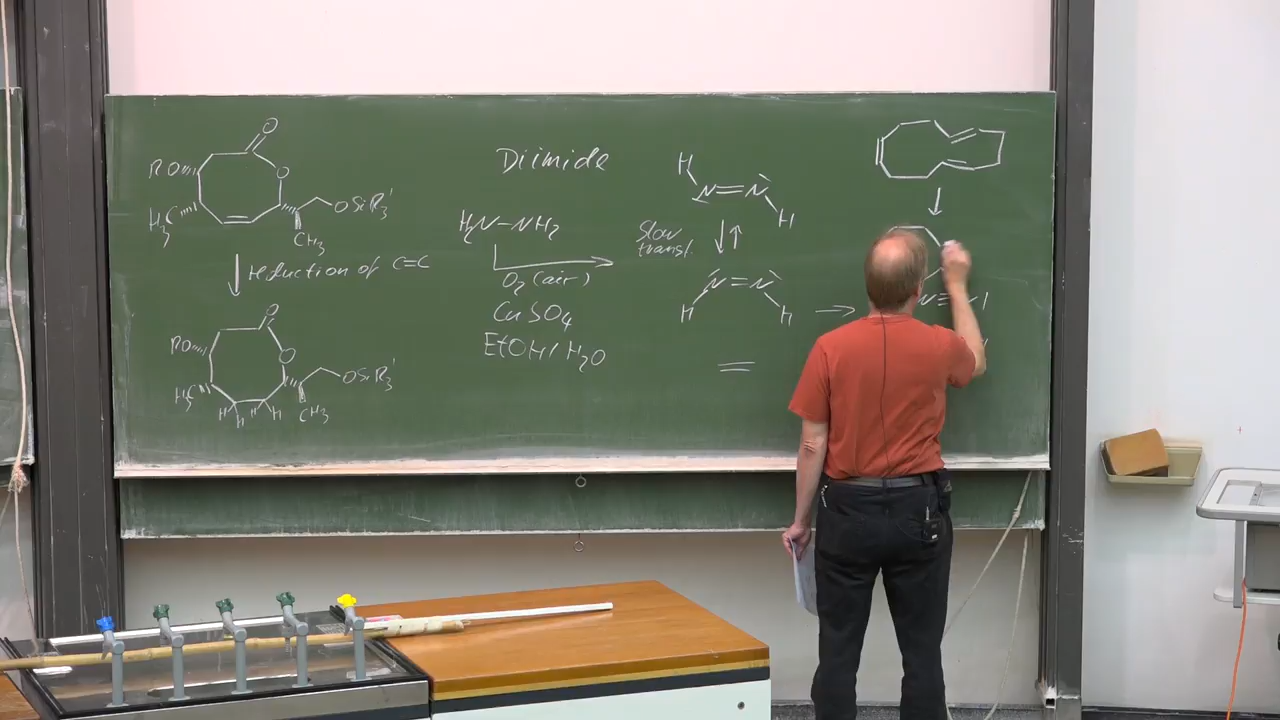 O
RO
O
H₃C
OSiR₃'
CH₃
reduction of C=C
O
RO
O
H₃C
OSiR₃'
H H H H
CH₃
Diimide
H₂N-NH₂
O₂ (air)
CuSO₄
EtOH/H₂O
H
N=N
H
Slow
transf.
N=N
H H